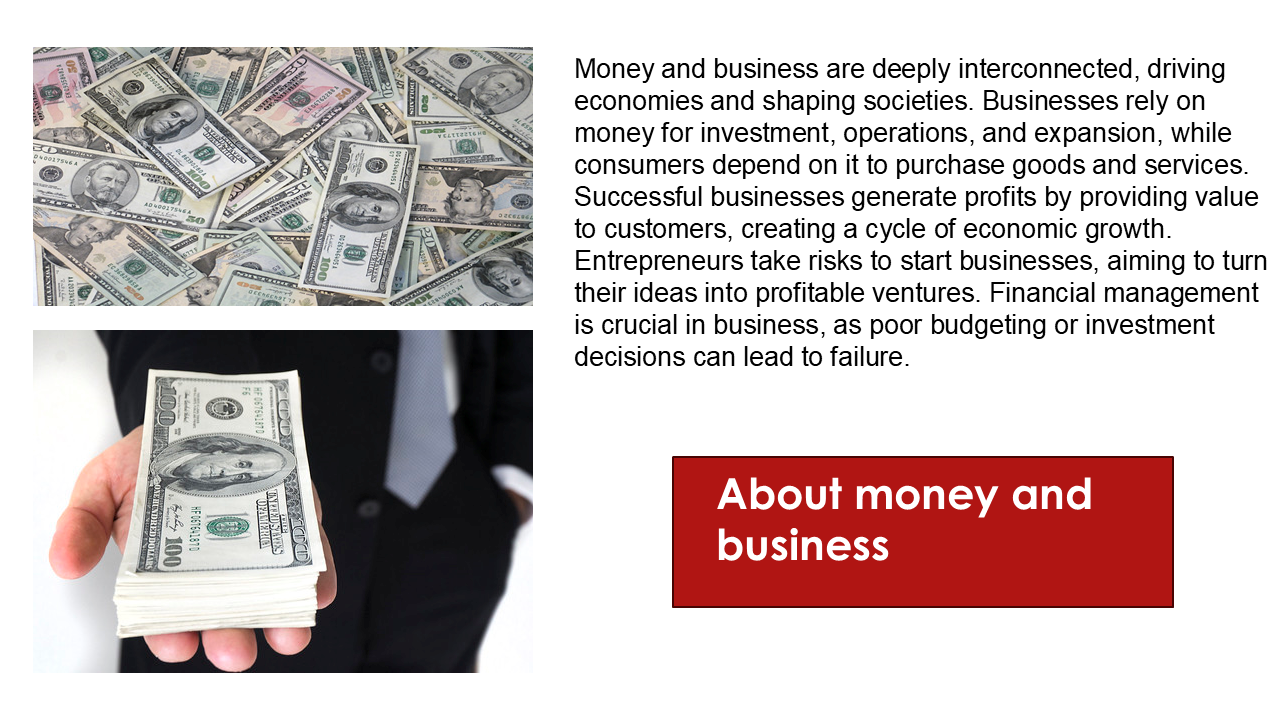 Money and business are deeply interconnected, driving
economies and shaping societies. Businesses rely on
money for investment, operations, and expansion, while
consumers depend on it to purchase goods and services.
Successful businesses generate profits by providing value
to customers, creating a cycle of economic growth.
Entrepreneurs take risks to start businesses, aiming to turn
their ideas into profitable ventures. Financial management
is crucial in business, as poor budgeting or investment
decisions can lead to failure.
About money and
business